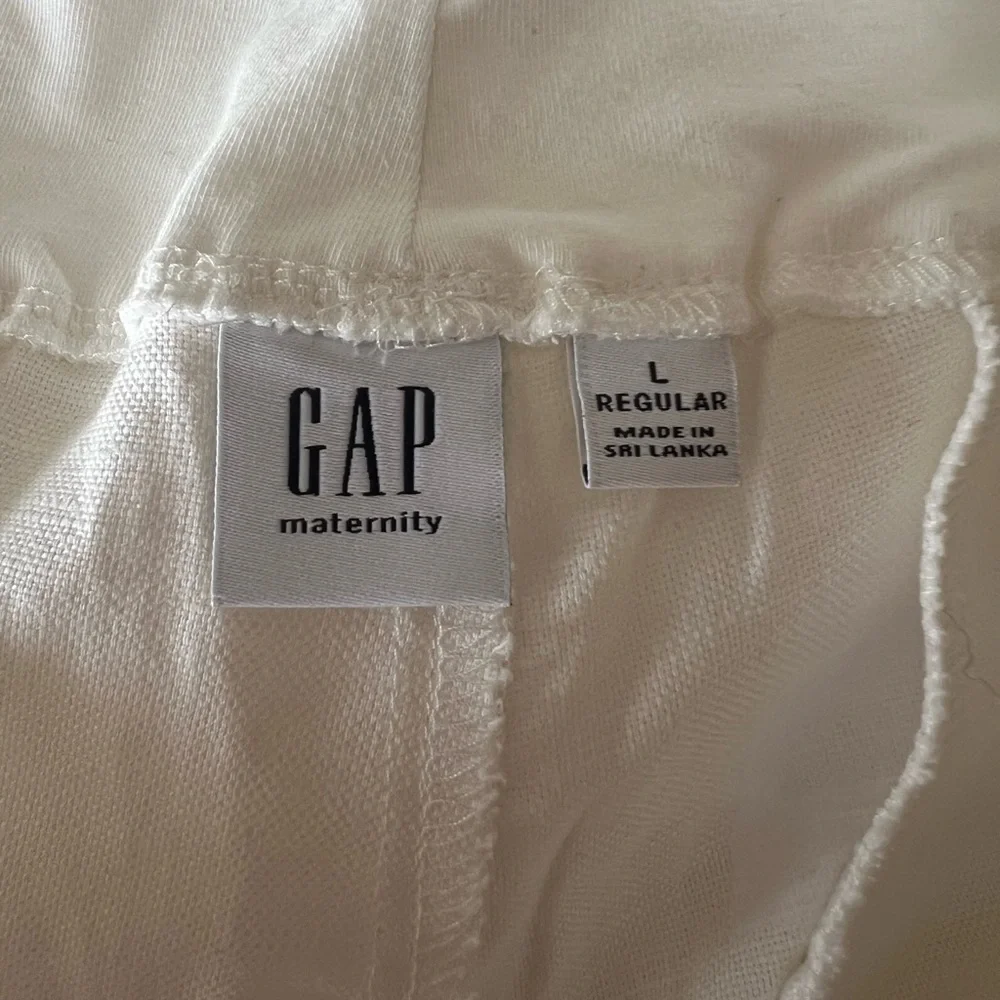 GAP
maternity
L
REGULAR
MADE IN
SRI LANKA